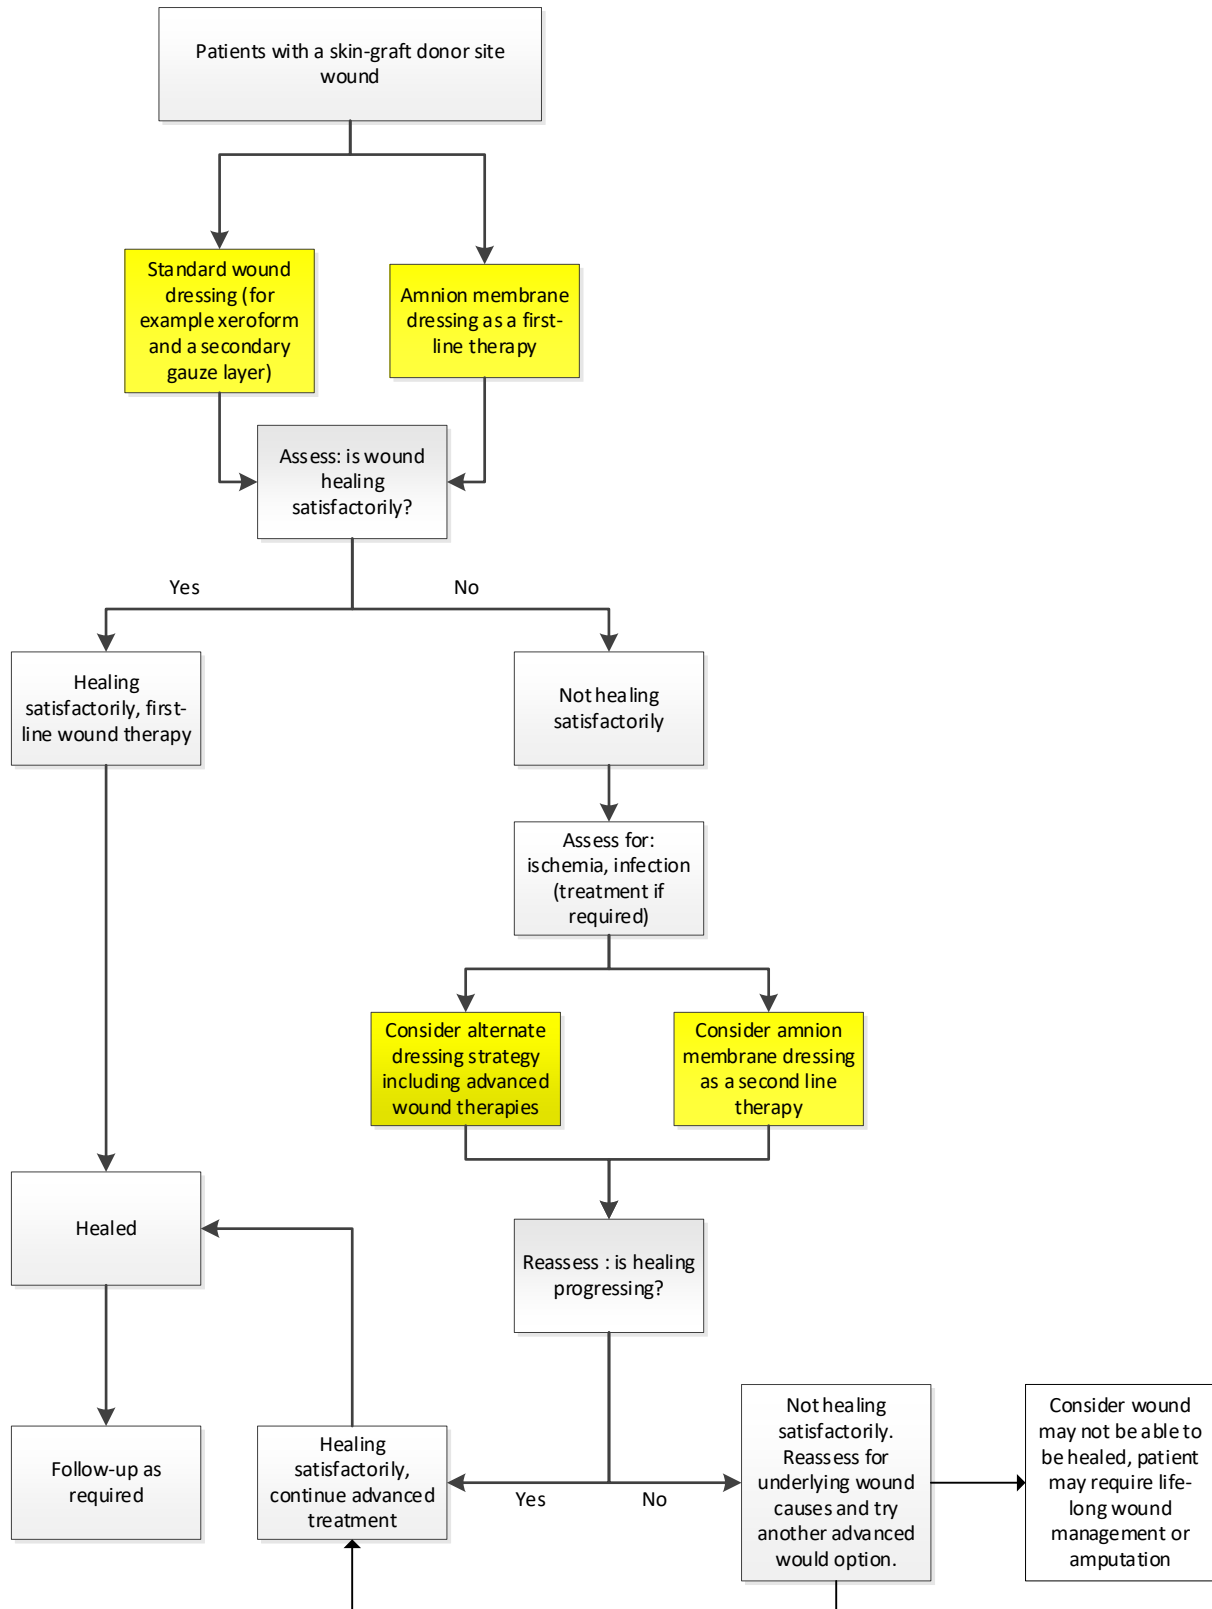 Patients with a skin-graft donor site
wound
Standard wound
dressing (for
example xeroform
and a secondary
gauze layer)
Amnion membrane
dressing as a first-
line therapy
Assess: is wound
healing
satisfactorily?
Yes
No
Healing
satisfactorily, first-
line wound therapy
Not healing
satisfactorily
Assess for:
ischemia, infection
(treatment if
required)
Consider alternate
dressing strategy
including advanced
wound therapies
Consider amnion
membrane dressing
as a second line
therapy
Healed
Reassess : is healing
progressing?
Follow-up as
required
Healing
satisfactorily,
continue advanced
treatment
Yes
No
Not healing
satisfactorily.
Reassess for
underlying wound
causes and try
another advanced
would option.
Consider wound
may not be able to
be healed, patient
may require life-
long wound
management or
amputation